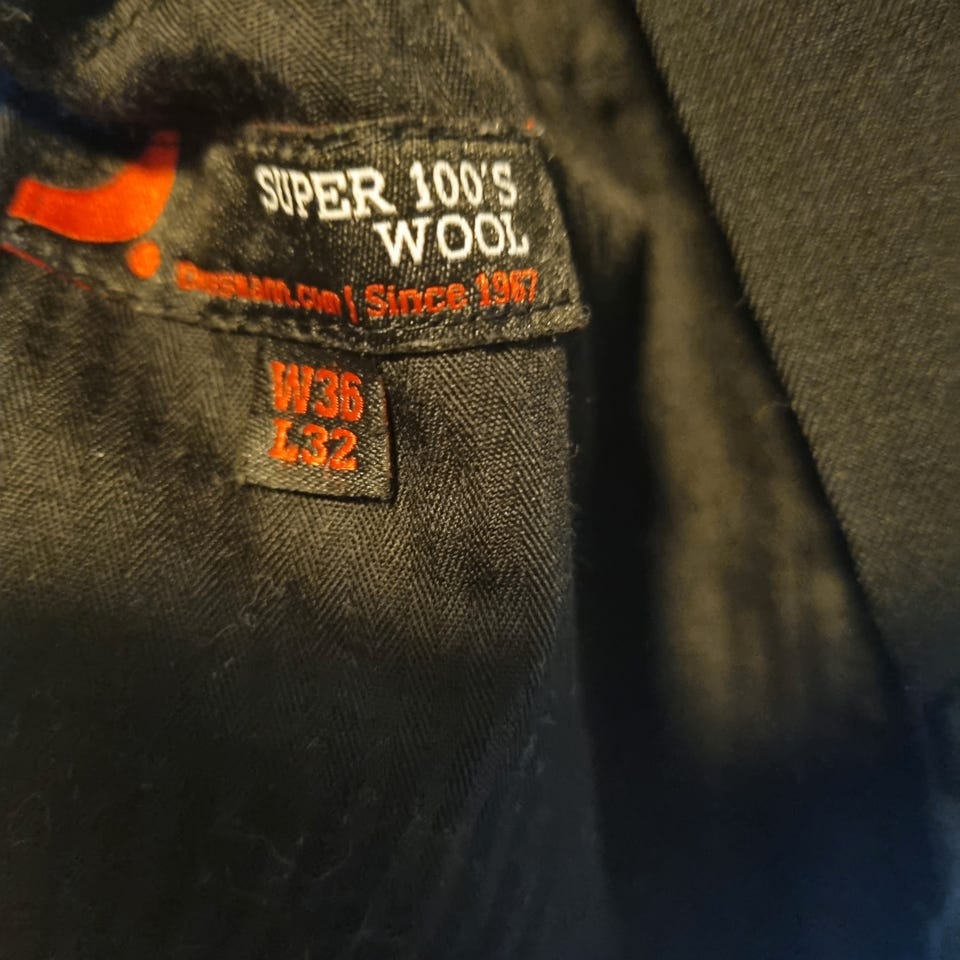 SUPER 100'S
WOOL
| Since 1967
W36
L32